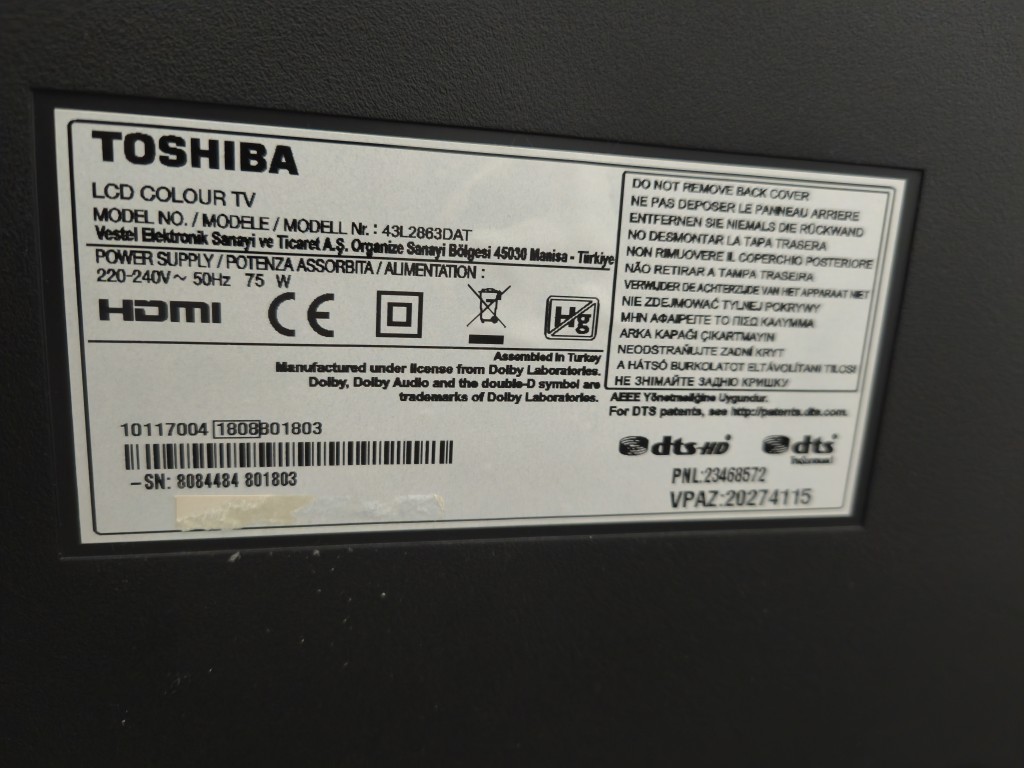 TOSHIBA
LCD COLOUR TV
MODEL NO. / MODELE / MODELL Nr. : 43L2863DAT
Vestel Elektronik Sanayi ve Ticaret A.Ş. Organize Sanayi Bölgesi 45030 Manisa - Türkiye
POWER SUPPLY / POTENZA ASSORBITA / ALIMENTATION :
220-240V~ 50Hz 75 W
HDMI CE Hg
Assembled in Turkey
Manufactured under license from Dolby Laboratories.
Dolby, Dolby Audio and the double-D symbol are
trademarks of Dolby Laboratories.
10117004 1808801803
-SN: 8084484 801803
DO NOT REMOVE BACK COVER
NE PAS DEPOSER LE PANNEAU ARRIERE
ENTFERNEN SIE NIEMALS DIE RÜCKWAND
NO DESMONTAR LA TAPA TRASERA
NON RIMUOVERE IL COPERCHIO POSTERIORE
NÃO RETIRAR A TAMPA TRASEIRA
VERWIJDER DE ACHTERZIJDE VAN HET APPARAAT NIET
NIE ZDEJMOWAĆ TYLNEJ POKRYWY
ΜΗΝ ΑΦΑΙΡΕΙΤΕ ΤΟ ΠΙΣΩ ΚΑΛΥΜΜΑ
ARKA KAPAĞI ÇIKARTMAYIN
NEODSTRAŇUJTE ZADNÍ KRYT
A HÁTSÓ BURKOLATOT ELTÁVOLÍTANI TILOS!
НЕ ЗНІМАЙТЕ ЗАДНЮ КРИШКУ
AEEE Yönetmeliğine Uygundur.
For DTS patents, see http://patents.dts.com.
dts-HD dts
PNL:23468572
VPAZ:20274115